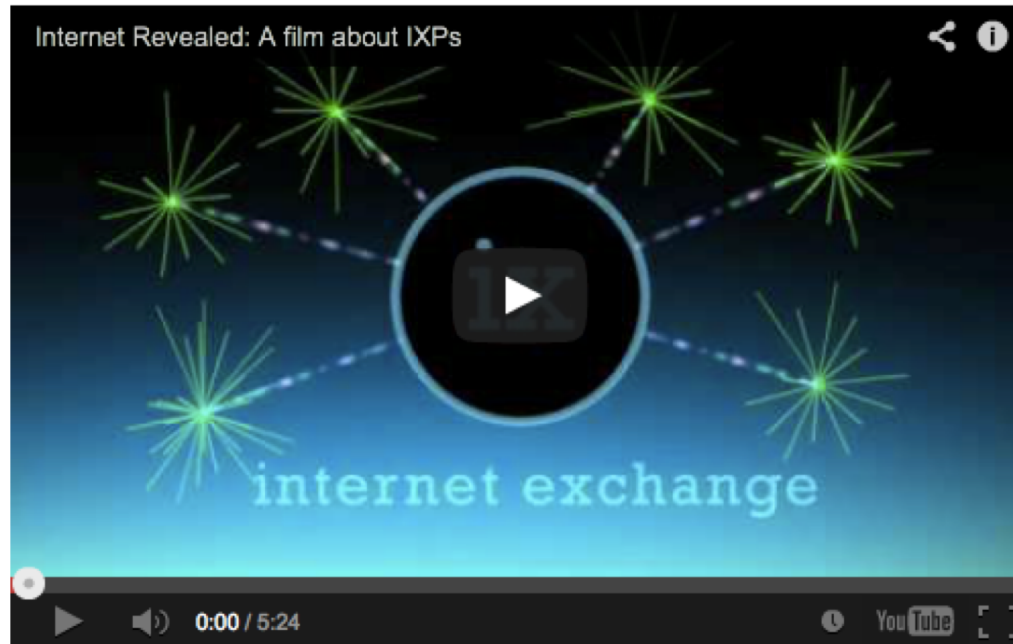 Internet Revealed: A film about IXPs
iX
internet exchange
0:00 / 5:24
YouTube